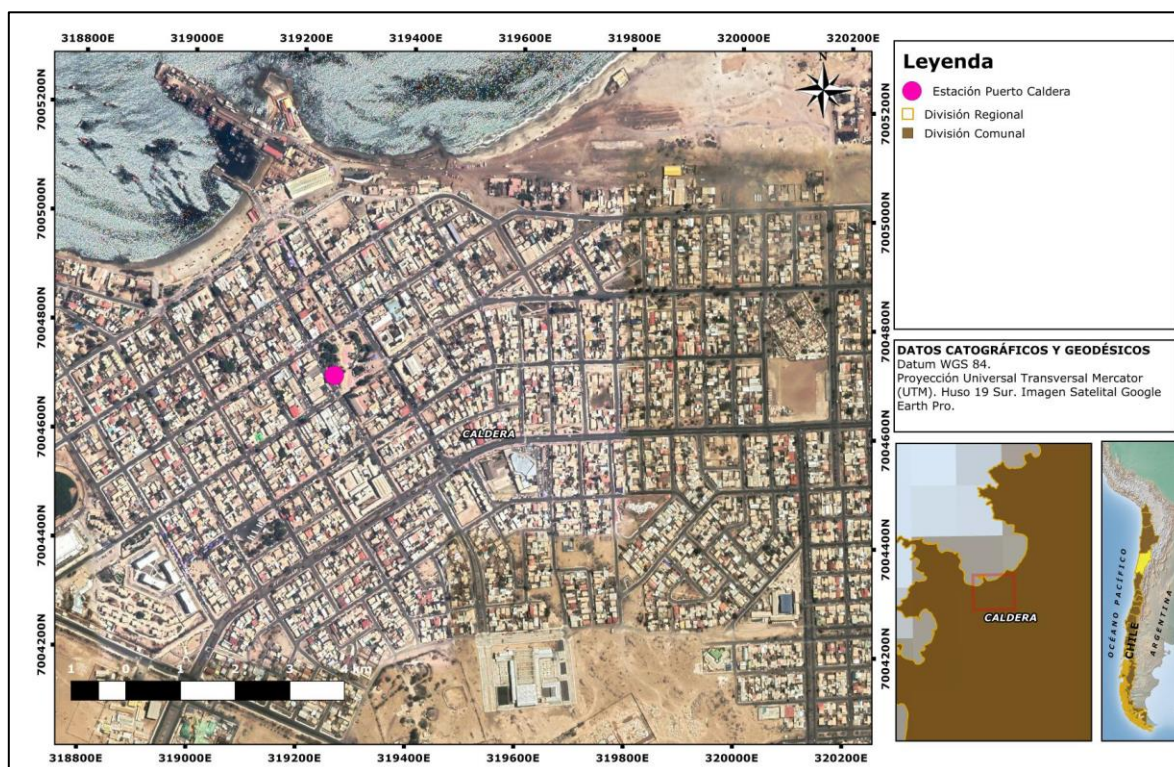 318800E 319000E 319200E 319400E 319600E 319800E 320000E 320200E
7005200N
7005000N
7004800N
7004600N
7004400N
7004200N
N
CALDERA
1 0 1 2 3 4 km
7005200N
7005000N
7004800N
7004600N
7004400N
7004200N
318800E 319000E 319200E 319400E 319600E 319800E 320000E 320200E
Leyenda
Estación Puerto Caldera
División Regional
División Comunal
DATOS CATOGRÁFICOS Y GEODÉSICOS
Datum WGS 84.
Proyección Universal Transversal Mercator
(UTM). Huso 19 Sur. Imagen Satelital Google
Earth Pro.
CALDERA
OCÉANO PACÍFICO
CHILE
ARGENTINA